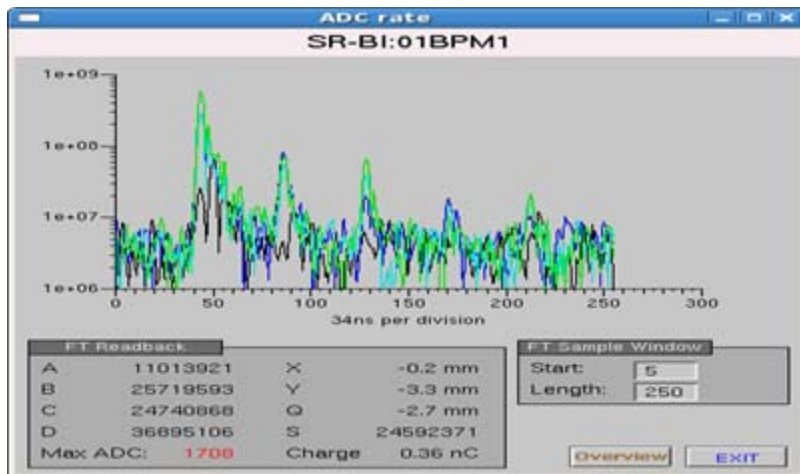 ADC rate
SR-BI:01BPM1
1e+09
1e+08
1e+07
1e+06
0 50 100 150 200 250 300
34ns per division
FT Readback
A 11013921 X -0.2 mm
B 25719593 Y -3.3 mm
C 24740868 Q -2.7 mm
D 36895106 S 24592371
Max ADC: 1708 Charge 0.36 nC
FT Sample Window
Start: 5
Length: 250
Overview EXIT